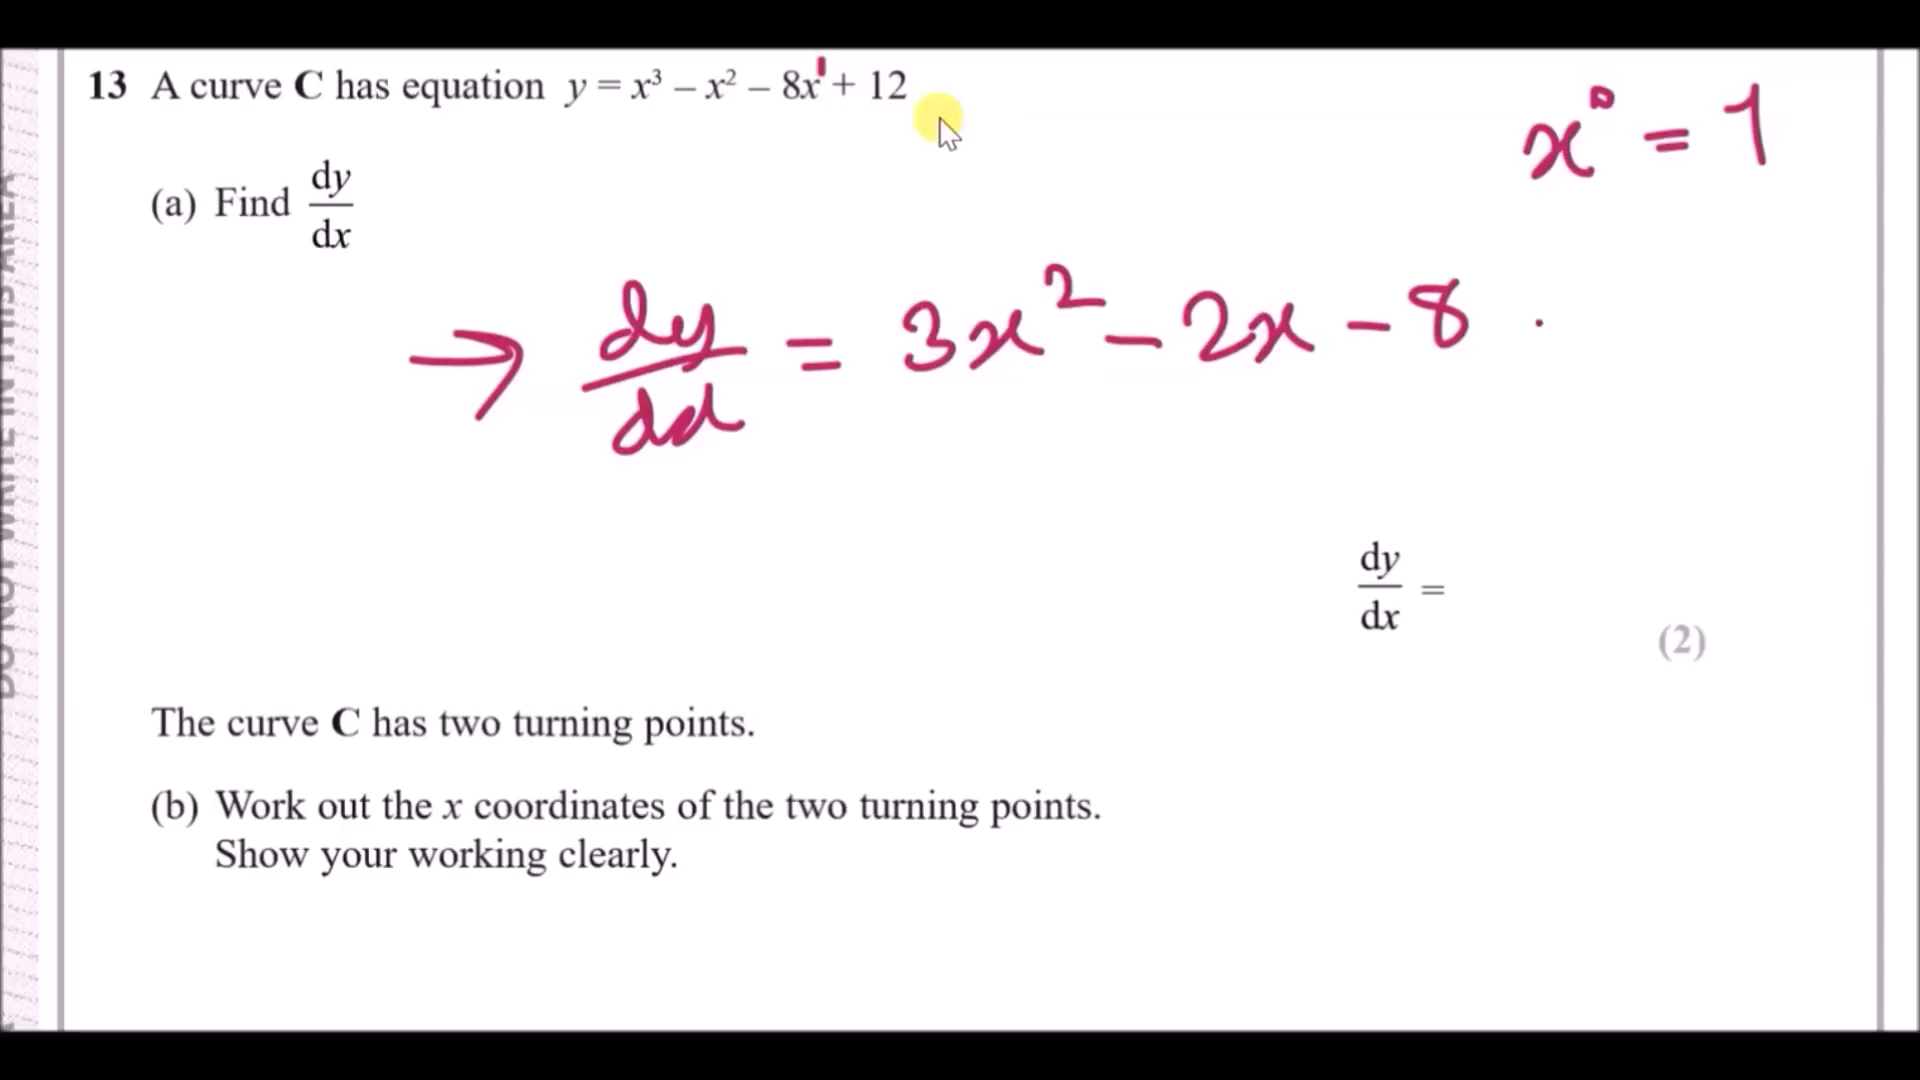 13 A curve C has equation y = x³ – x² – 8x¹ + 12
x⁰ = 1
(a) Find dy/dx
→ dy/dx = 3x² – 2x – 8 .
dy/dx =
(2)
The curve C has two turning points.
(b) Work out the x coordinates of the two turning points.
Show your working clearly.